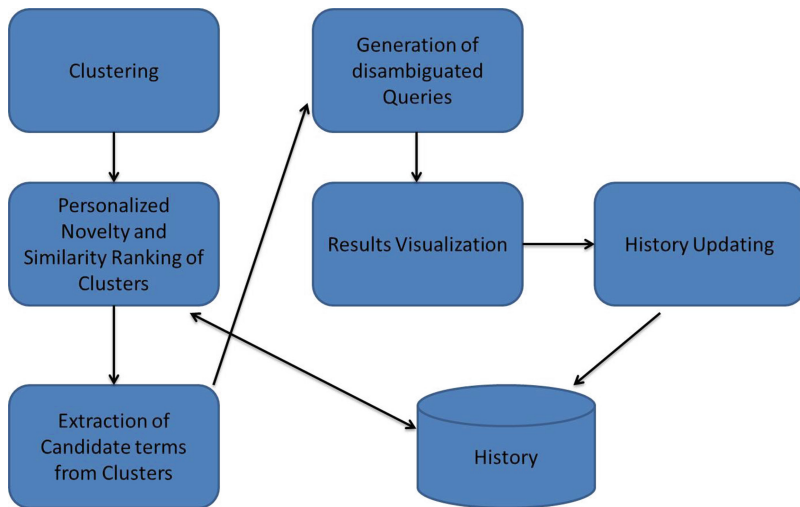 Clustering
Personalized
Novelty and
Similarity Ranking of
Clusters
Extraction of
Candidate terms
from Clusters
Generation of
disambiguated
Queries
Results Visualization
History Updating
History